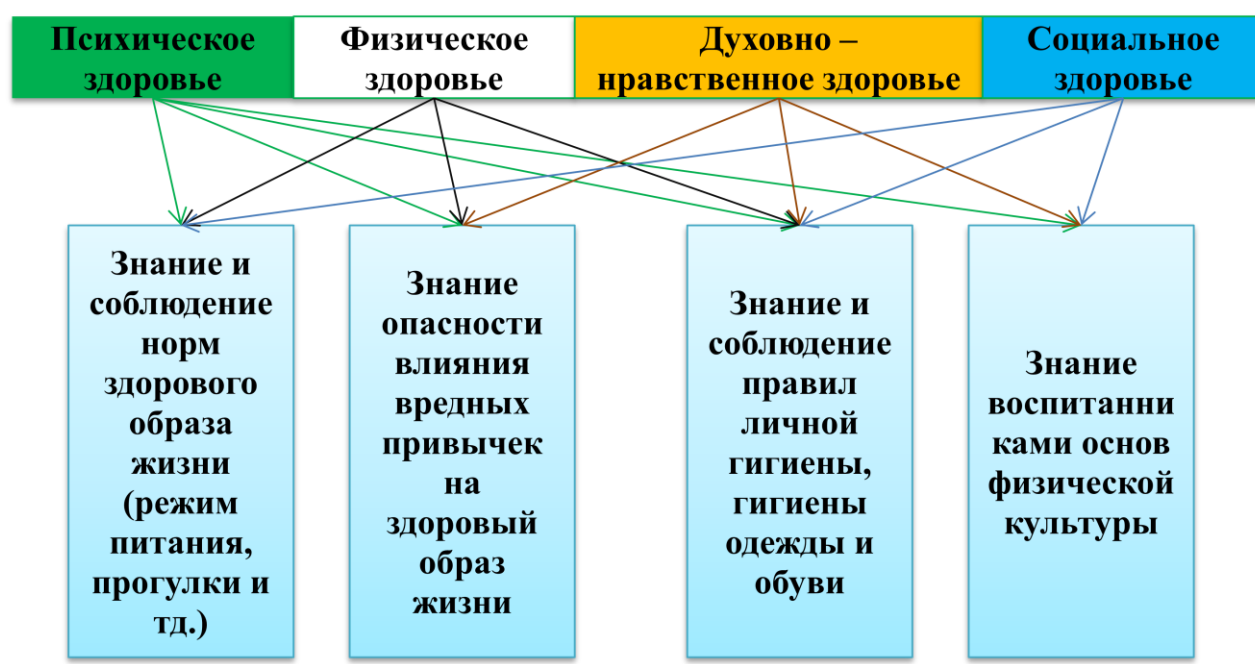 Психическое
здоровье
Физическое
здоровье
Духовно –
нравственное здоровье
Социальное
здоровье
Знание и
соблюдение
норм
здорового
образа
жизни
(режим
питания,
прогулки и
тд.)
Знание
опасности
влияния
вредных
привычек
на
здоровый
образ
жизни
Знание и
соблюдение
правил
личной
гигиены,
гигиены
одежды и
обуви
Знание
воспитанни
ками основ
физической
культуры